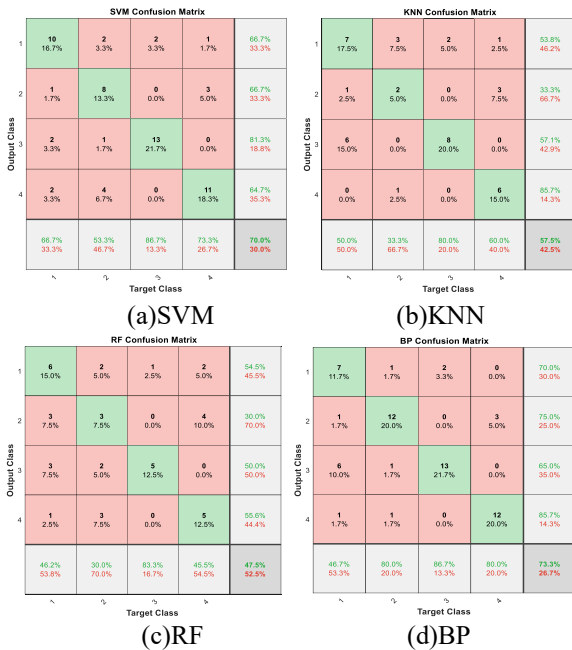 SVM Confusion Matrix
1 10 2 2 1 66.7%
16.7% 3.3% 3.3% 1.7% 33.3%
2 1 8 0 3 66.7%
1.7% 13.3% 0.0% 5.0% 33.3%
3 2 1 13 0 81.3%
3.3% 1.7% 21.7% 0.0% 18.8%
4 2 4 0 11 64.7%
3.3% 6.7% 0.0% 18.3% 35.3%
66.7% 53.3% 86.7% 73.3% 70.0%
33.3% 46.7% 13.3% 26.7% 30.0%
1 2 3 4
Target Class
Output Class
(a)SVM
KNN Confusion Matrix
1 7 3 2 1 53.8%
17.5% 7.5% 5.0% 2.5% 46.2%
2 1 2 0 3 33.3%
2.5% 5.0% 0.0% 7.5% 66.7%
3 6 0 8 0 57.1%
15.0% 0.0% 20.0% 0.0% 42.9%
4 0 1 0 6 85.7%
0.0% 2.5% 0.0% 15.0% 14.3%
50.0% 33.3% 80.0% 60.0% 57.5%
50.0% 66.7% 20.0% 40.0% 42.5%
1 2 3 4
Target Class
Output Class
(b)KNN
RF Confusion Matrix
1 6 2 1 2 54.5%
15.0% 5.0% 2.5% 5.0% 45.5%
2 3 3 0 4 30.0%
7.5% 7.5% 0.0% 10.0% 70.0%
3 3 2 5 0 50.0%
7.5% 5.0% 12.5% 0.0% 50.0%
4 1 3 0 5 55.6%
2.5% 7.5% 0.0% 12.5% 44.4%
46.2% 30.0% 83.3% 45.5% 47.5%
53.8% 70.0% 16.7% 54.5% 52.5%
1 2 3 4
Target Class
Output Class
(c)RF
BP Confusion Matrix
1 7 1 2 0 70.0%
11.7% 1.7% 3.3% 0.0% 30.0%
2 1 12 0 3 75.0%
1.7% 20.0% 0.0% 5.0% 25.0%
3 6 1 13 0 65.0%
10.0% 1.7% 21.7% 0.0% 35.0%
4 1 1 0 12 85.7%
1.7% 1.7% 0.0% 20.0% 14.3%
46.7% 80.0% 86.7% 80.0% 73.3%
53.3% 20.0% 13.3% 20.0% 26.7%
1 2 3 4
Target Class
Output Class
(d)BP